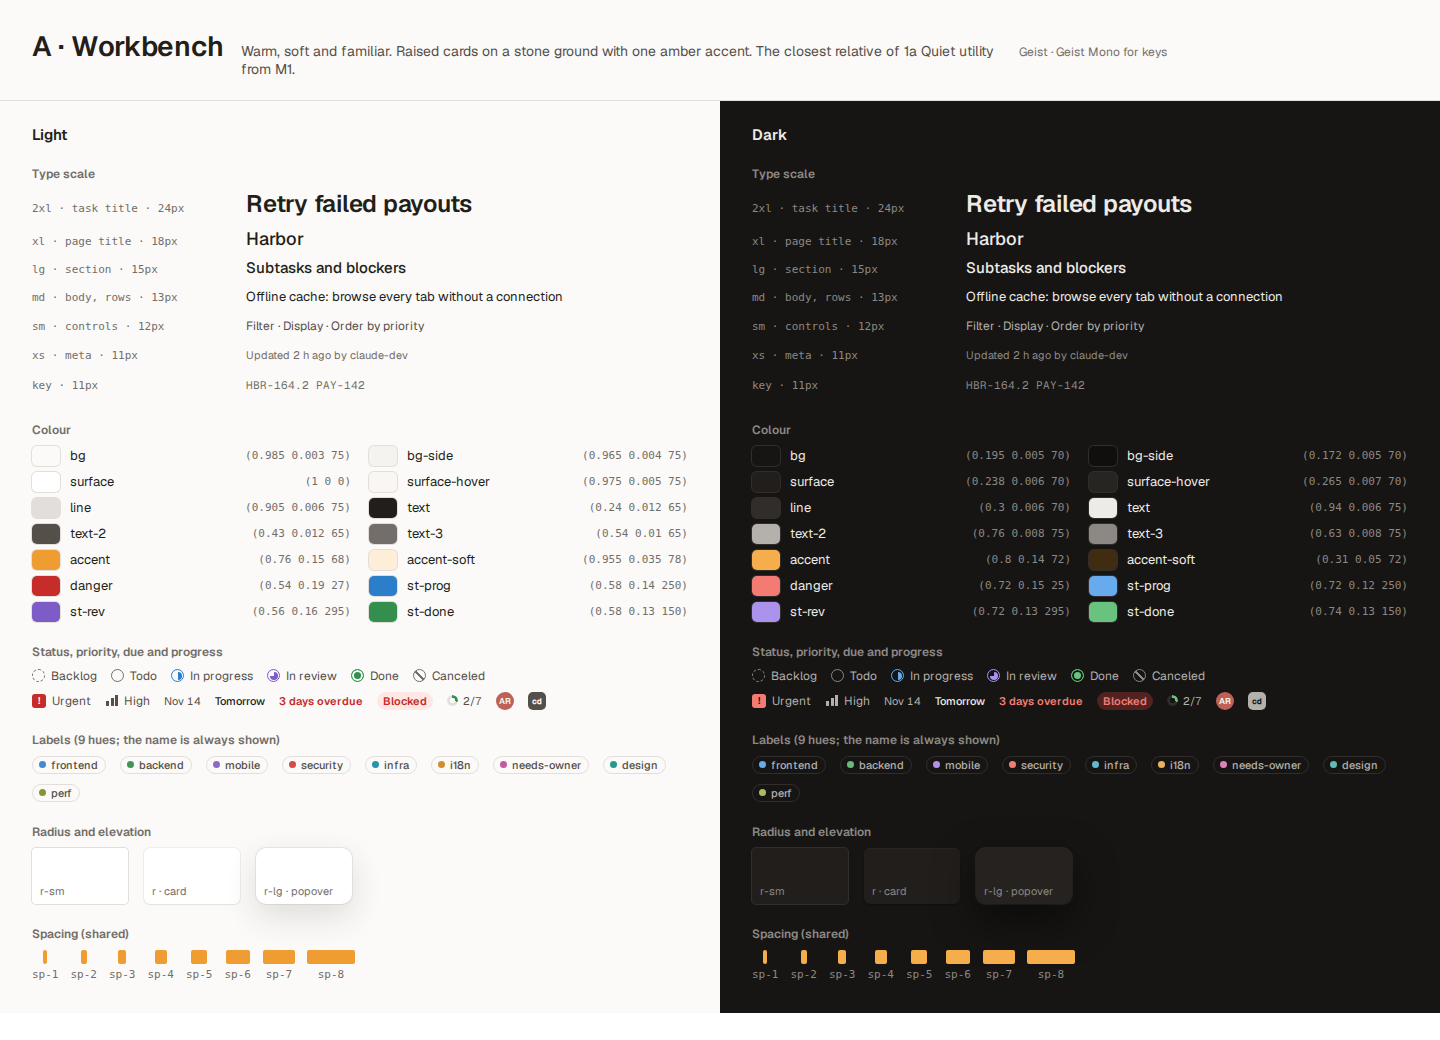 A · Workbench
Warm, soft and familiar. Raised cards on a stone ground with one amber accent. The closest relative of 1a Quiet utility
from M1.
Geist · Geist Mono for keys
Light
Type scale
2xl · task title · 24px
Retry failed payouts
xl · page title · 18px
Harbor
lg · section · 15px
Subtasks and blockers
md · body, rows · 13px
Offline cache: browse every tab without a connection
sm · controls · 12px
Filter · Display · Order by priority
xs · meta · 11px
Updated 2 h ago by claude-dev
key · 11px
HBR-164.2 PAY-142
Colour
bg (0.985 0.003 75) bg-side (0.965 0.004 75)
surface (1 0 0) surface-hover (0.975 0.005 75)
line (0.905 0.006 75) text (0.24 0.012 65)
text-2 (0.43 0.012 65) text-3 (0.54 0.01 65)
accent (0.76 0.15 68) accent-soft (0.955 0.035 78)
danger (0.54 0.19 27) st-prog (0.58 0.14 250)
st-rev (0.56 0.16 295) st-done (0.58 0.13 150)
Status, priority, due and progress
Backlog Todo In progress In review Done Canceled
! Urgent High Nov 14 Tomorrow 3 days overdue Blocked 2/7 AR cd
Labels (9 hues; the name is always shown)
frontend backend mobile security infra i18n needs-owner design
perf
Radius and elevation
r-sm r · card r-lg · popover
Spacing (shared)
sp-1 sp-2 sp-3 sp-4 sp-5 sp-6 sp-7 sp-8
Dark
Type scale
2xl · task title · 24px
Retry failed payouts
xl · page title · 18px
Harbor
lg · section · 15px
Subtasks and blockers
md · body, rows · 13px
Offline cache: browse every tab without a connection
sm · controls · 12px
Filter · Display · Order by priority
xs · meta · 11px
Updated 2 h ago by claude-dev
key · 11px
HBR-164.2 PAY-142
Colour
bg (0.195 0.005 70) bg-side (0.172 0.005 70)
surface (0.238 0.006 70) surface-hover (0.265 0.007 70)
line (0.3 0.006 70) text (0.94 0.006 75)
text-2 (0.76 0.008 75) text-3 (0.63 0.008 75)
accent (0.8 0.14 72) accent-soft (0.31 0.05 72)
danger (0.72 0.15 25) st-prog (0.72 0.12 250)
st-rev (0.72 0.13 295) st-done (0.74 0.13 150)
Status, priority, due and progress
Backlog Todo In progress In review Done Canceled
! Urgent High Nov 14 Tomorrow 3 days overdue Blocked 2/7 AR cd
Labels (9 hues; the name is always shown)
frontend backend mobile security infra i18n needs-owner design
perf
Radius and elevation
r-sm r · card r-lg · popover
Spacing (shared)
sp-1 sp-2 sp-3 sp-4 sp-5 sp-6 sp-7 sp-8